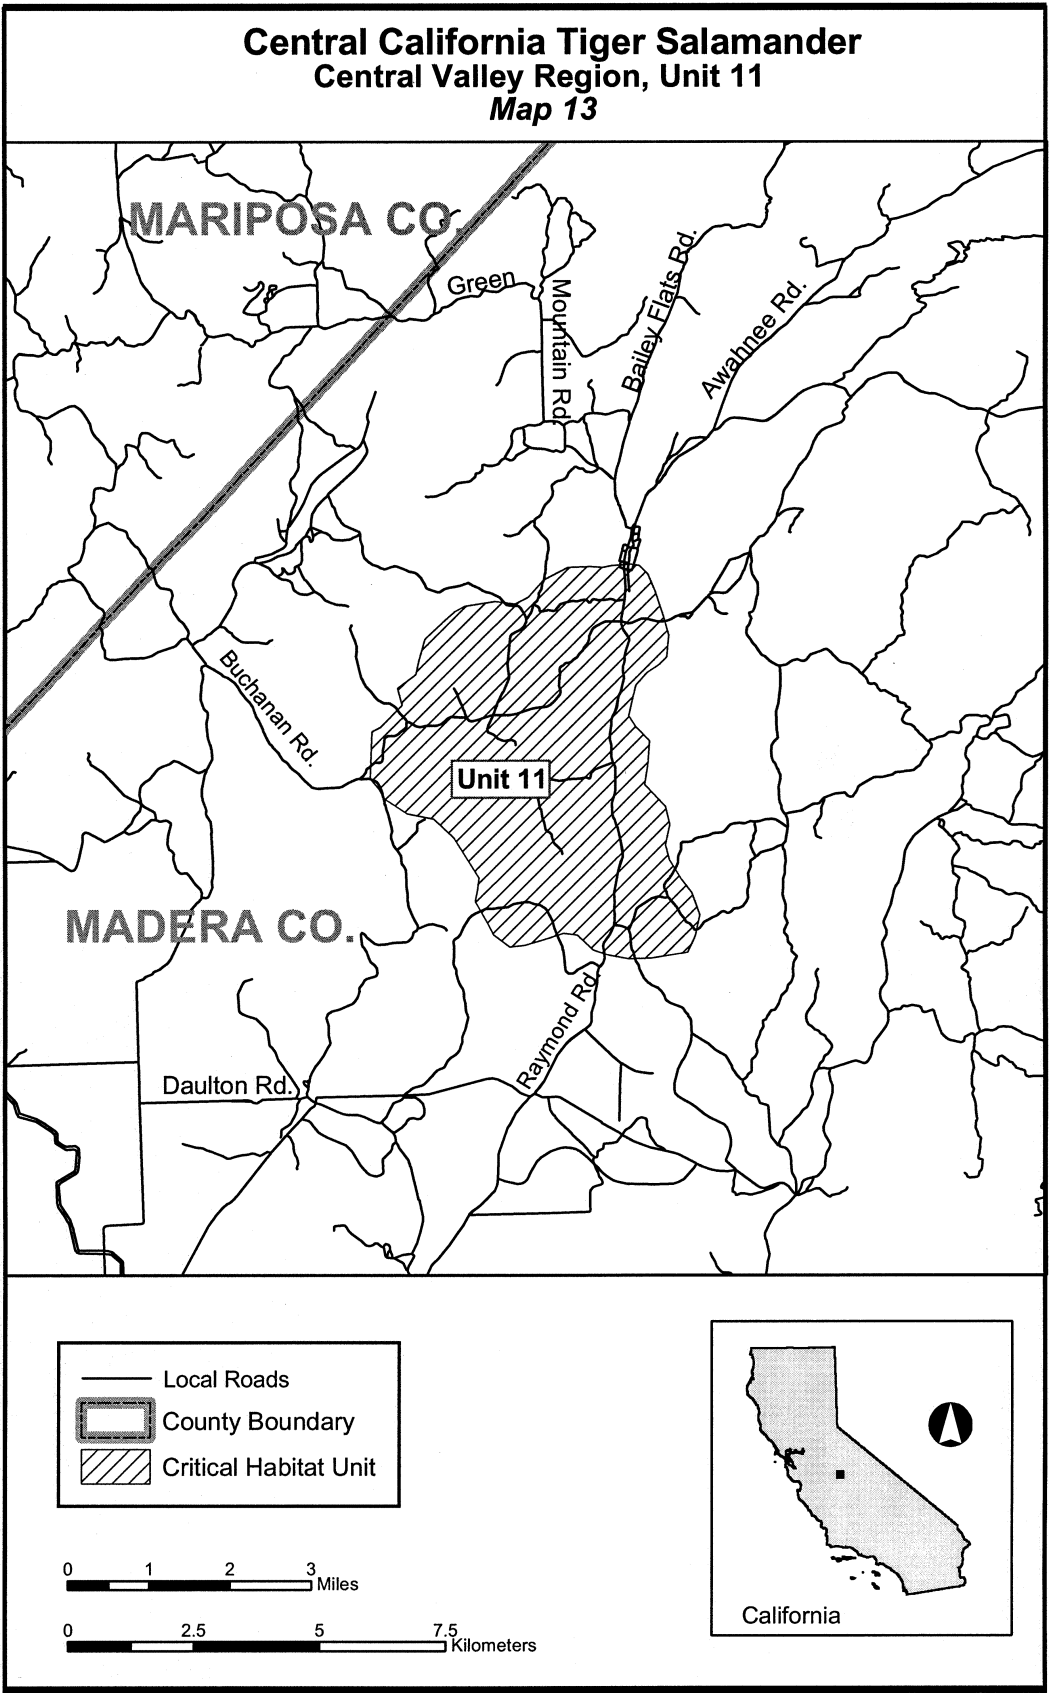 Central California Tiger Salamander
Central Valley Region, Unit 11
Map 13
MARIPOSA CO.
Green
Mountain Rd.
Bailey Flats Rd.
Awahnee Rd.
Buchanan Rd.
Unit 11
MADERA CO.
Raymond Rd.
Daulton Rd.
Local Roads
County Boundary
Critical Habitat Unit
0 1 2 3
Miles
0 2.5 5 7.5
Kilometers
California